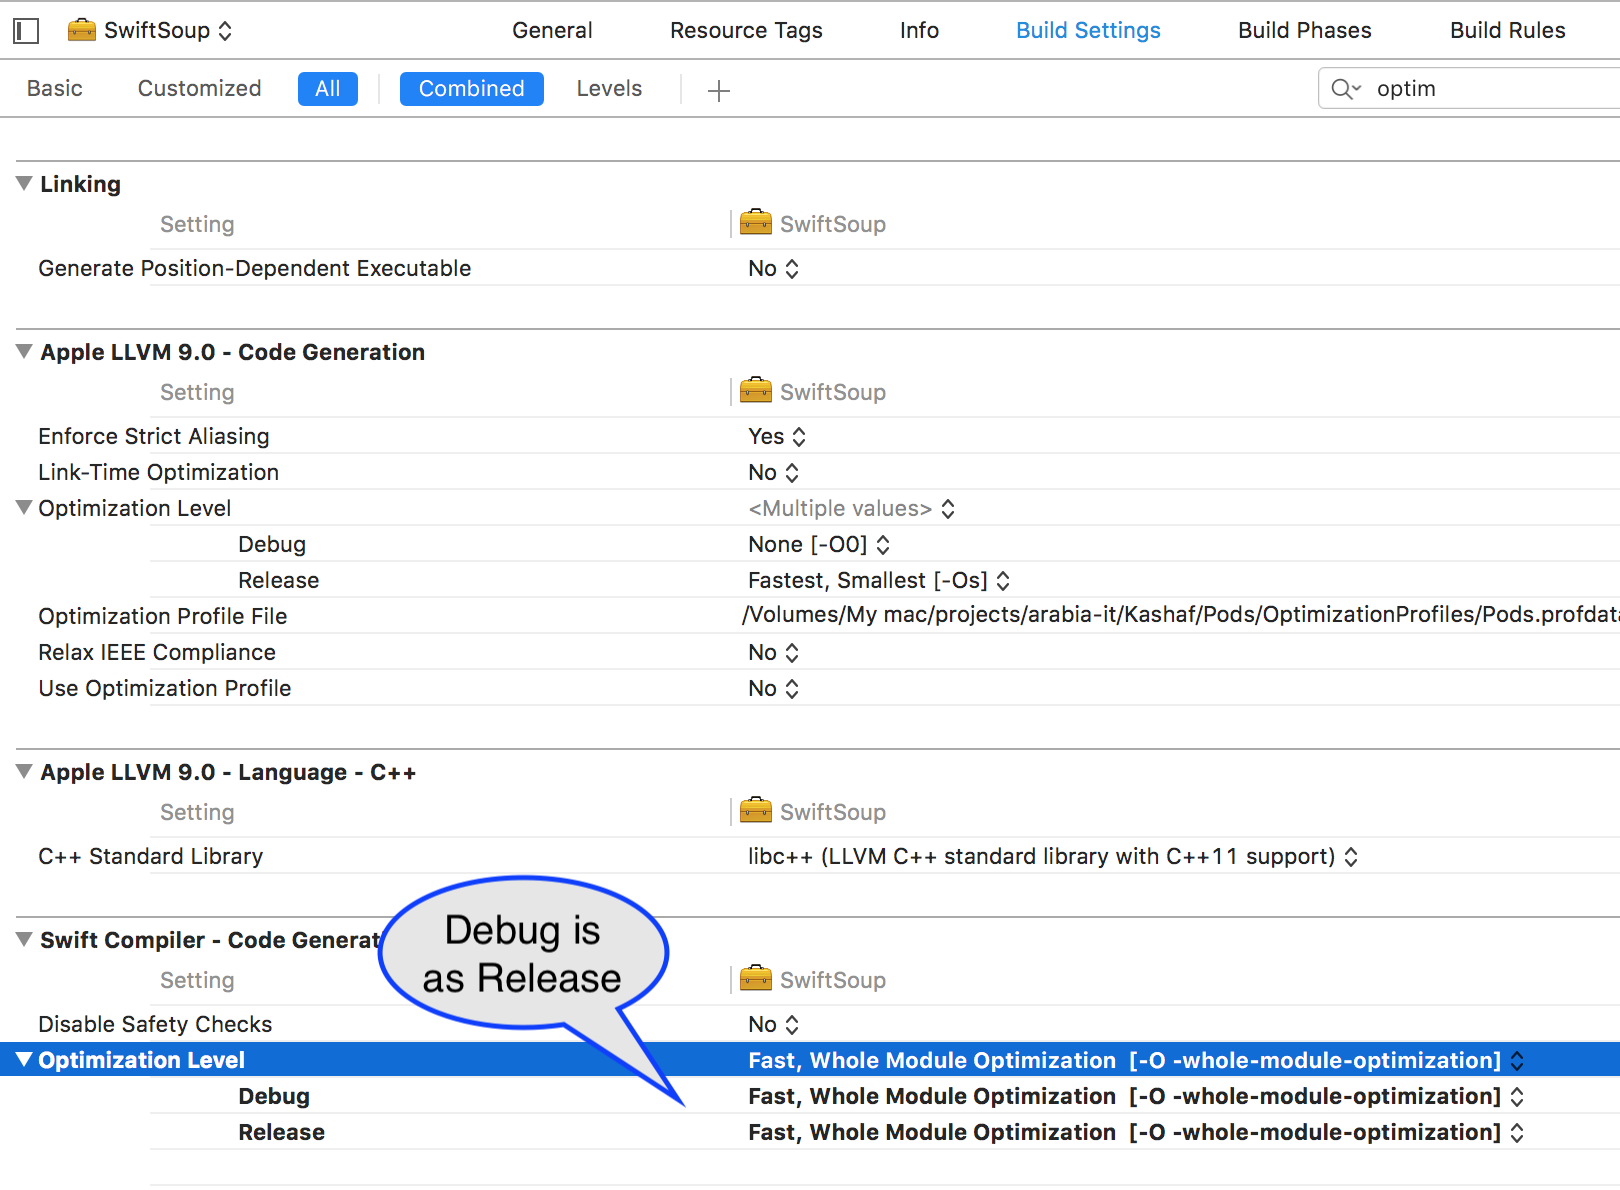 SwiftSoup General Resource Tags Info Build Settings Build Phases Build Rules
Basic Customized All Combined Levels + optim
Linking
Setting SwiftSoup
Generate Position-Dependent Executable No
Apple LLVM 9.0 - Code Generation
Setting SwiftSoup
Enforce Strict Aliasing Yes
Link-Time Optimization No
Optimization Level <Multiple values>
Debug None [-O0]
Release Fastest, Smallest [-Os]
Optimization Profile File /Volumes/My mac/projects/arabia-it/Kashaf/Pods/OptimizationProfiles/Pods.profdata
Relax IEEE Compliance No
Use Optimization Profile No
Apple LLVM 9.0 - Language - C++
Setting SwiftSoup
C++ Standard Library libc++ (LLVM C++ standard library with C++11 support)
Debug is
as Release
Swift Compiler - Code Generat
Setting SwiftSoup
Disable Safety Checks No
Optimization Level Fast, Whole Module Optimization [-O -whole-module-optimization]
Debug Fast, Whole Module Optimization [-O -whole-module-optimization]
Release Fast, Whole Module Optimization [-O -whole-module-optimization]